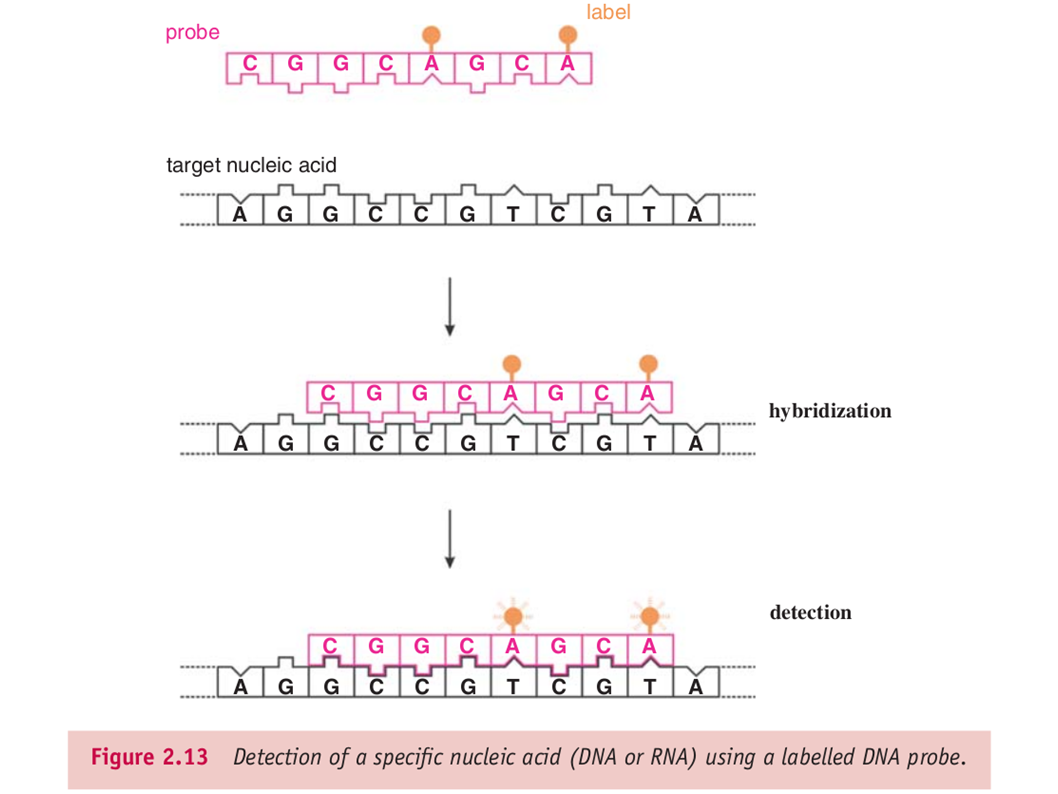 label
probe
C G G C A G C A
target nucleic acid
A G G C C G T C G T A
C G G C A G C A
hybridization
A G G C C G T C G T A
detection
C G G C A G C A
A G G C C G T C G T A
Figure 2.13 Detection of a specific nucleic acid (DNA or RNA) using a labelled DNA probe.